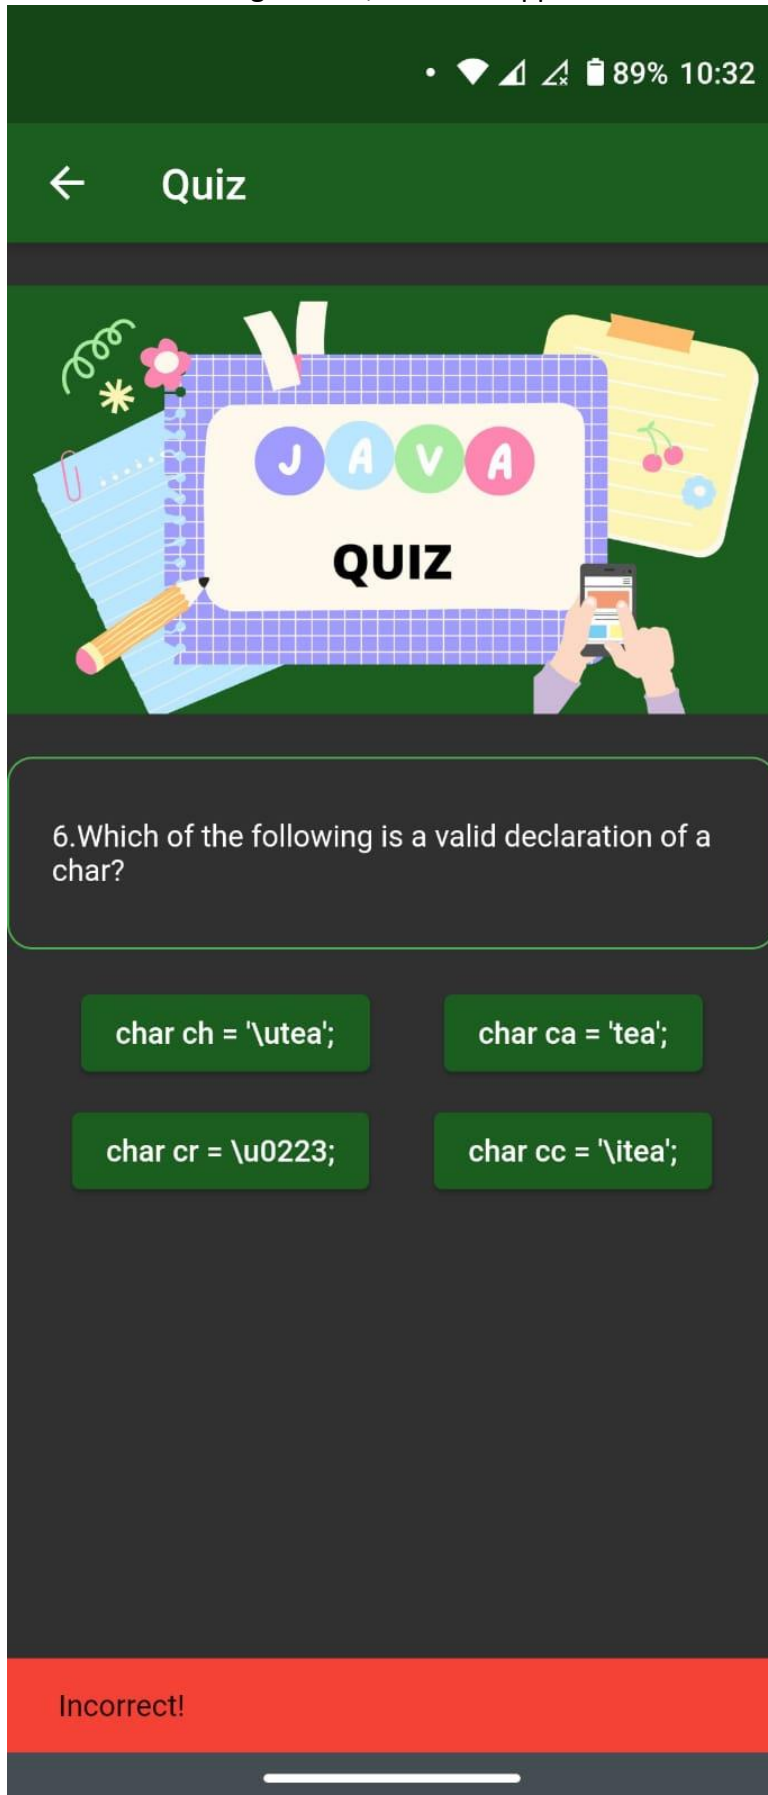 89% 10:32
Quiz
JAVA
QUIZ
6.Which of the following is a valid declaration of a
char?
char ch = '\utea';
char ca = 'tea';
char cr = \u0223;
char cc = '\itea';
Incorrect!